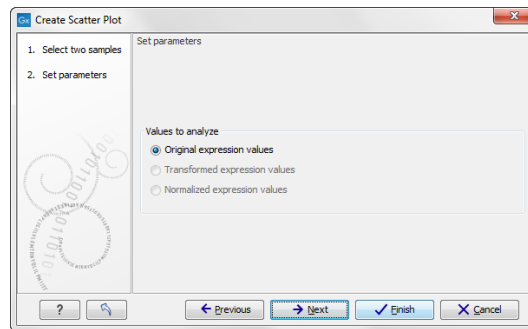 Gx Create Scatter Plot
1. Select two samples
2. Set parameters
Set parameters
Values to analyze
Original expression values
Transformed expression values
Normalized expression values
? Previous Next Finish Cancel